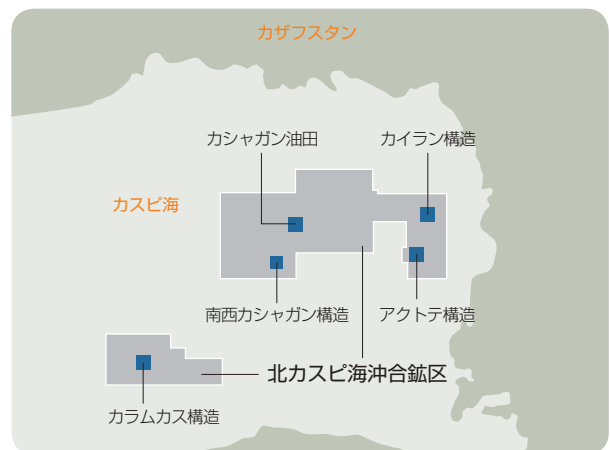 カザフスタン
カシャガン油田
カイラン構造
カスピ海
南西カシャガン構造
アクトテ構造
北カスピ海沖合鉱区
カラムカス構造